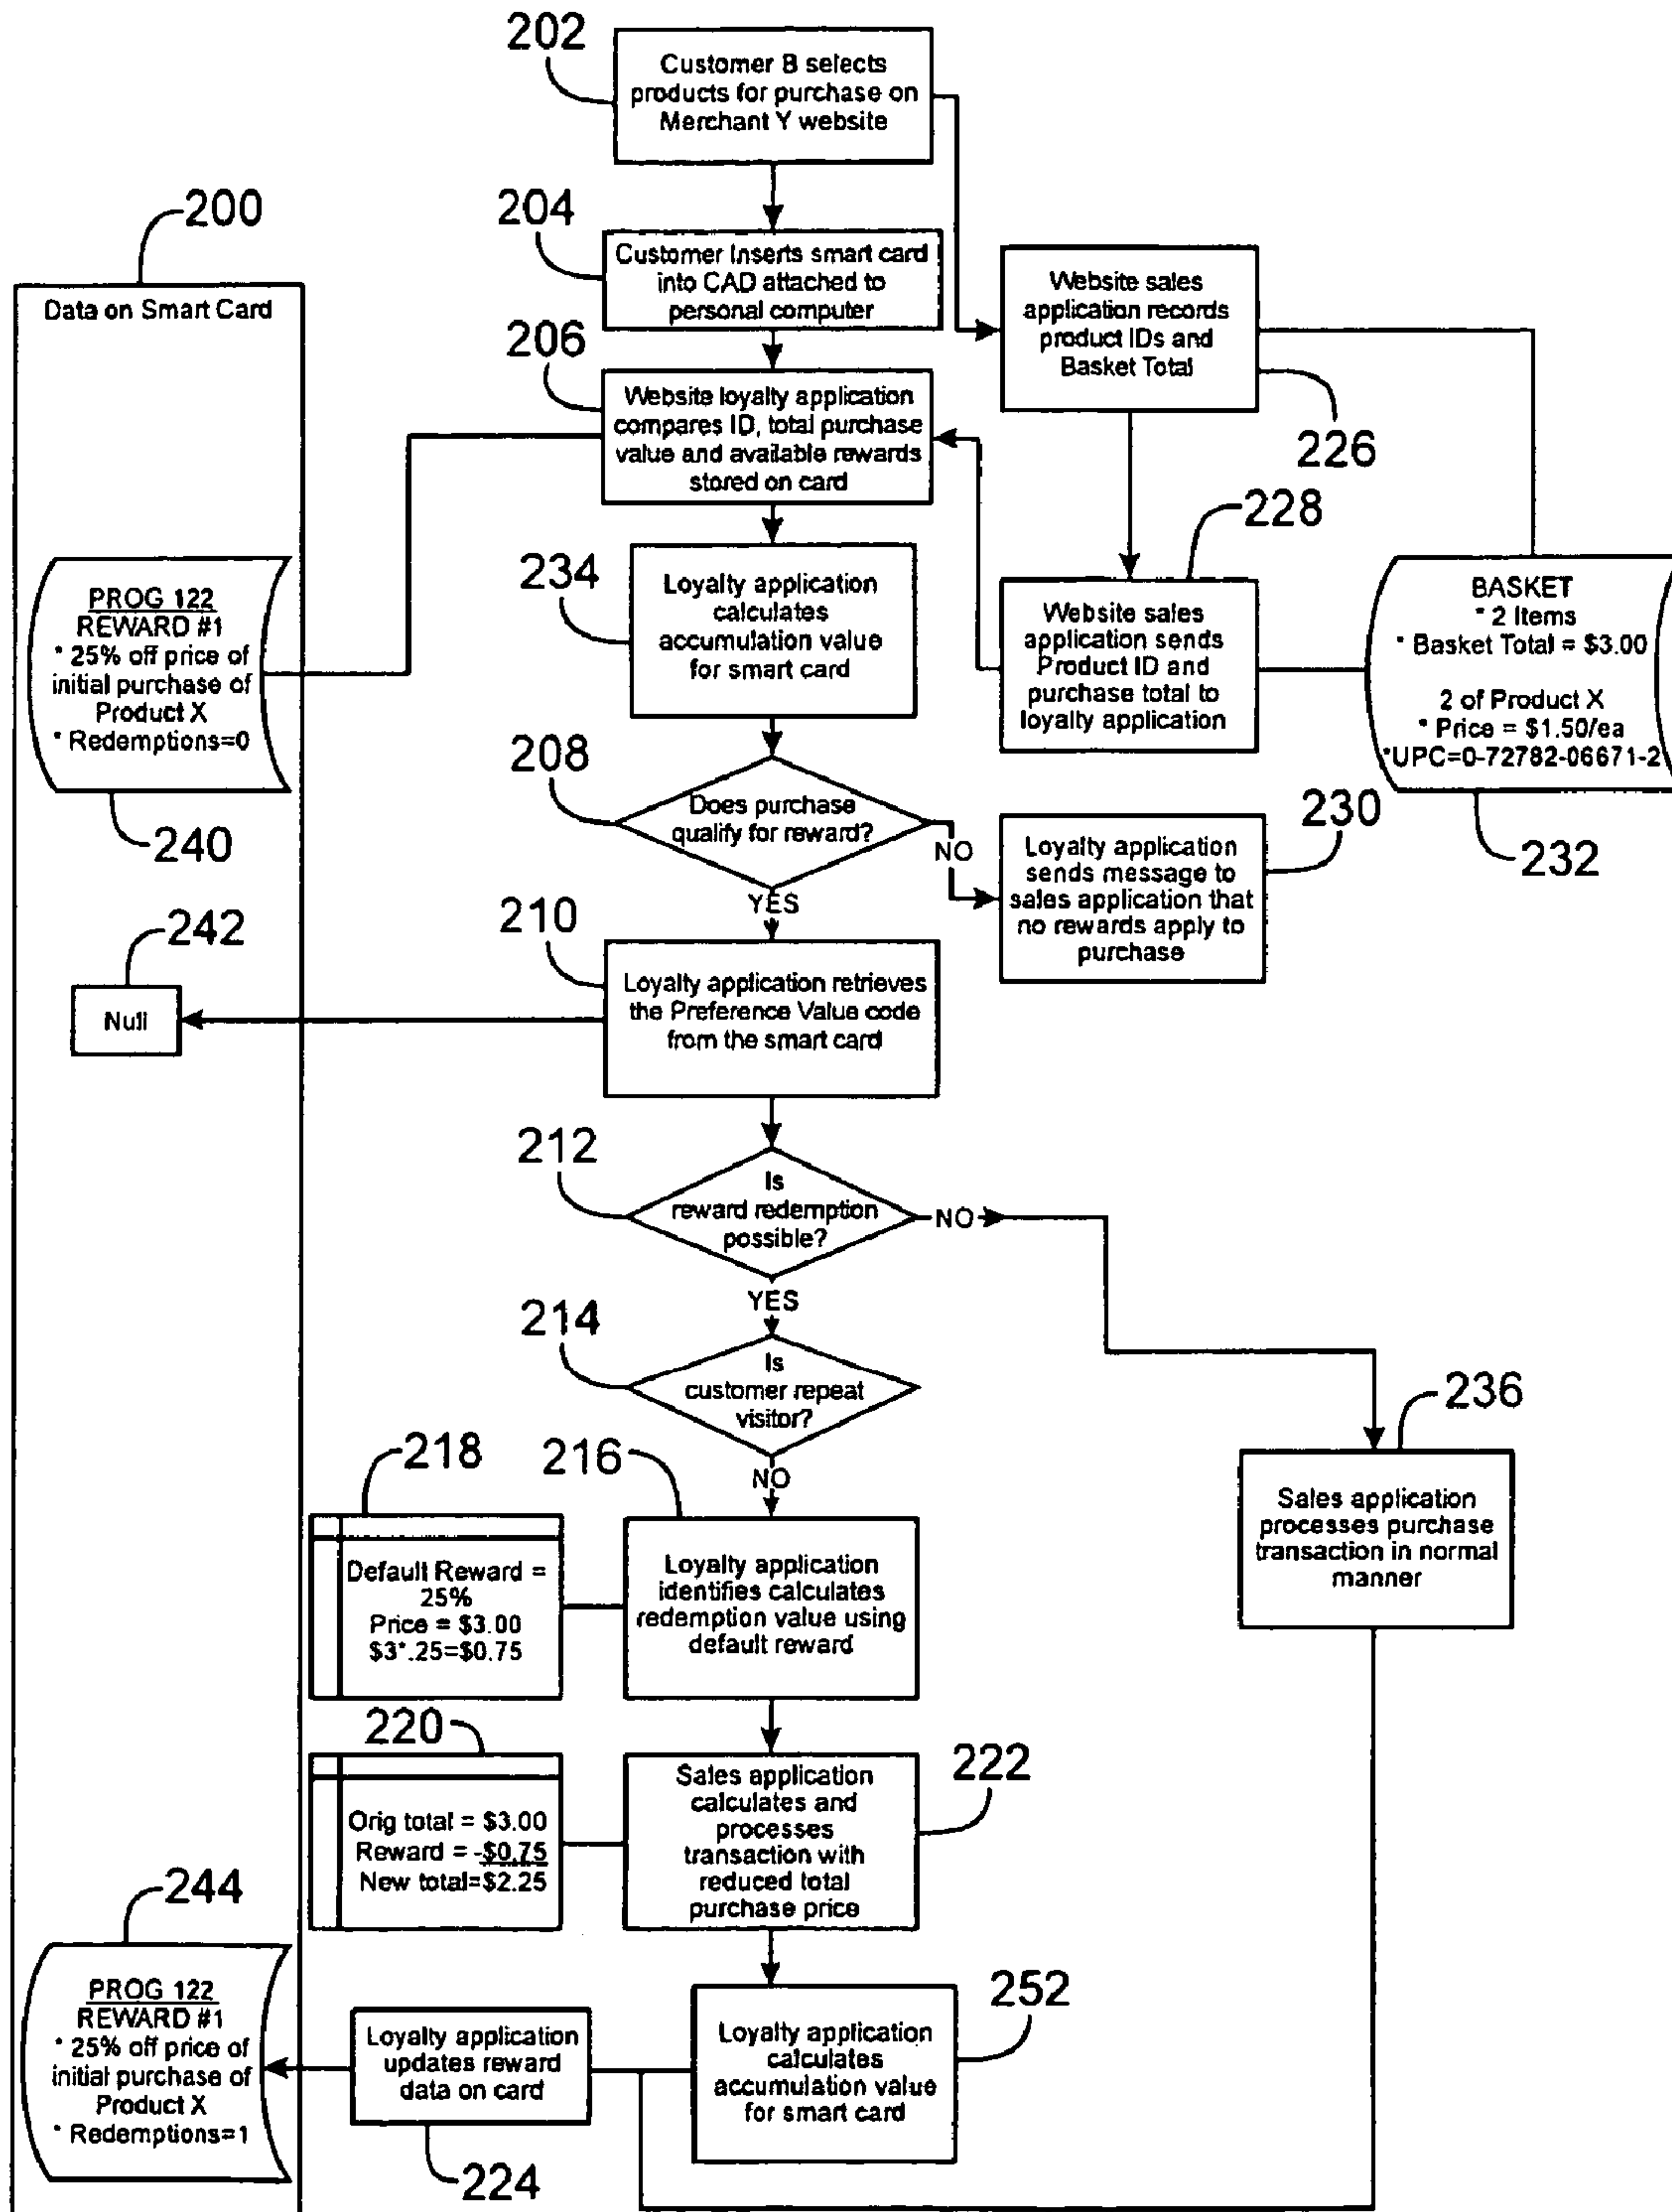 202
Customer B selects
products for purchase on
Merchant Y website
200
Data on Smart Card
204
Customer Inserts smart card
into CAD attached to
personal computer
Website sales
application records
product IDs and
Basket Total
226
206
Website loyalty application
compares ID, total purchase
value and available rewards
stored on card
228
Website sales
application sends
Product ID and
purchase total to
loyalty application
BASKET
* 2 Items
* Basket Total = $3.00
2 of Product X
* Price = $1.50/ea
*UPC=0-72782-06671-2
232
PROG 122
REWARD #1
* 25% off price of
initial purchase of
Product X
* Redemptions=0
240
234
Loyalty application
calculates
accumulation value
for smart card
208
Does purchase
qualify for reward?
NO
YES
230
Loyalty application
sends message to
sales application that
no rewards apply to
purchase
242
Null
210
Loyalty application retrieves
the Preference Value code
from the smart card
212
Is
reward redemption
possible?
NO
YES
214
Is
customer repeat
visitor?
NO
236
Sales application
processes purchase
transaction in normal
manner
218
Default Reward =
25%
Price = $3.00
$3*.25=$0.75
216
Loyalty application
identifies calculates
redemption value using
default reward
220
Orig total = $3.00
Reward = -$0.75
New total=$2.25
222
Sales application
calculates and
processes
transaction with
reduced total
purchase price
244
PROG 122
REWARD #1
* 25% off price of
initial purchase of
Product X
* Redemptions=1
Loyalty application
updates reward
data on card
224
252
Loyalty application
calculates
accumulation value
for smart card